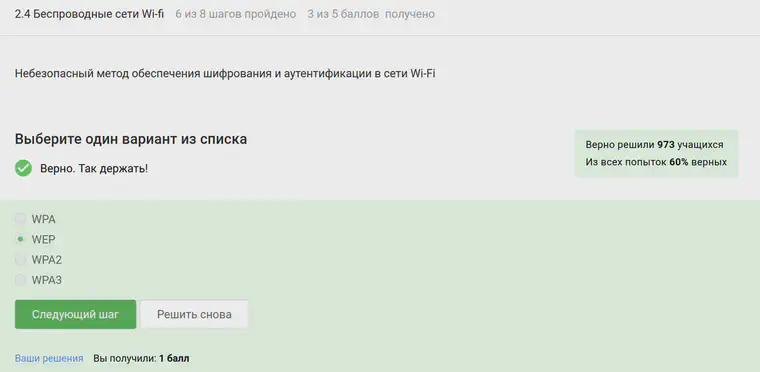 2.4 Беспроводные сети Wi-fi 6 из 8 шагов пройдено 3 из 5 баллов получено
Небезопасный метод обеспечения шифрования и аутентификации в сети Wi-Fi
Выберите один вариант из списка
Верно. Так держать!
Верно решили 973 учащихся
Из всех попыток 60% верных
WPA
WEP
WPA2
WPA3
Следующий шаг Решить снова
Ваши решения Вы получили: 1 балл